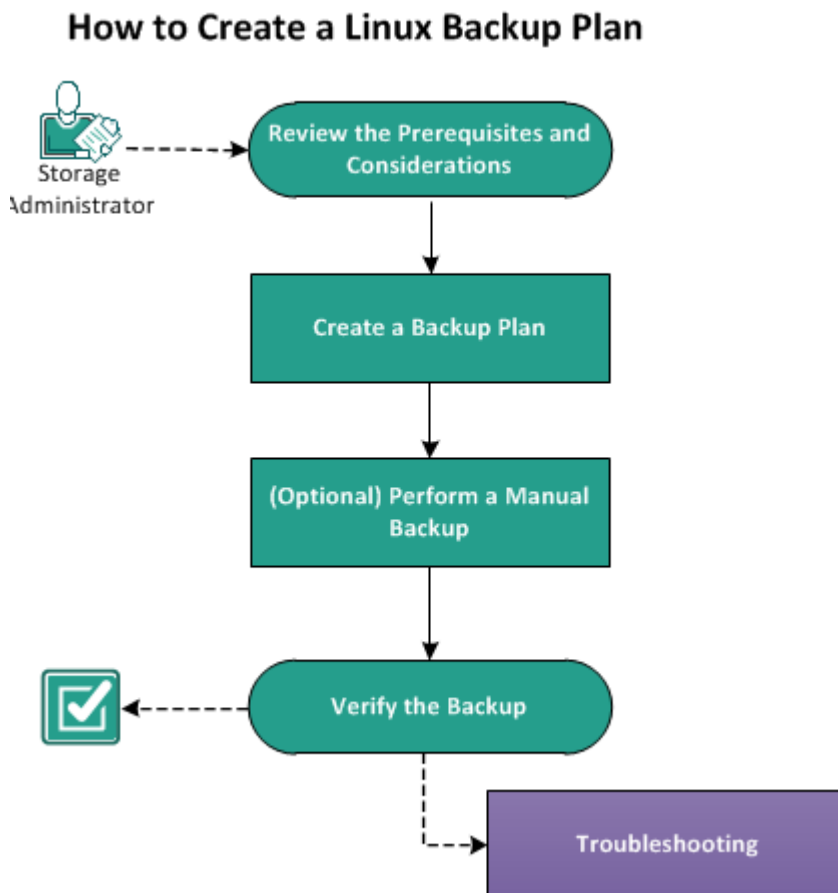 How to Create a Linux Backup Plan
Storage
Administrator
Review the Prerequisites and
Considerations
Create a Backup Plan
(Optional) Perform a Manual
Backup
Verify the Backup
Troubleshooting